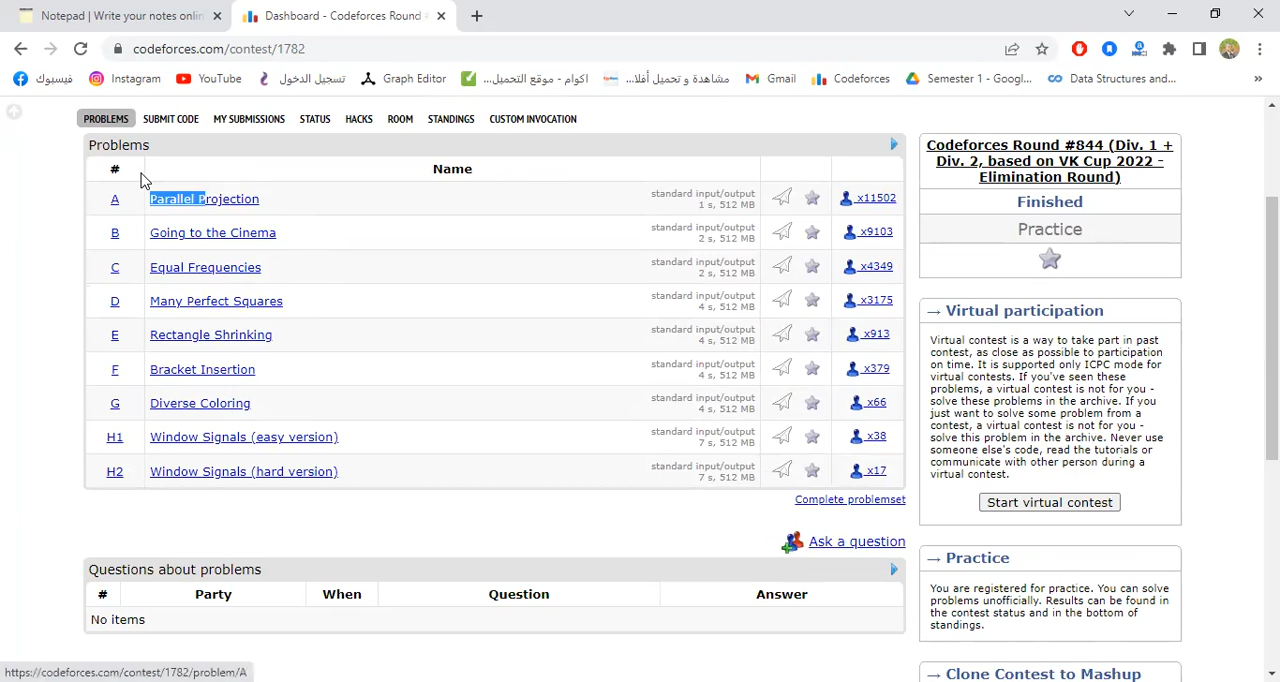 Notepad | Write your notes onlin
Dashboard - Codeforces Round
codeforces.com/contest/1782
فيسبوك
Instagram
YouTube
تسجيل الدخول
Graph Editor
اكوام - موقع التحميل...
مشاهدة و تحميل أفلا...
Gmail
Codeforces
Semester 1 - Googl...
Data Structures and...
»
PROBLEMS SUBMIT CODE MY SUBMISSIONS STATUS HACKS ROOM STANDINGS CUSTOM INVOCATION
Problems
# Name
A Parallel Projection standard input/output 1 s, 512 MB x11502
B Going to the Cinema standard input/output 2 s, 512 MB x9103
C Equal Frequencies standard input/output 2 s, 512 MB x4349
D Many Perfect Squares standard input/output 4 s, 512 MB x3175
E Rectangle Shrinking standard input/output 4 s, 512 MB x913
F Bracket Insertion standard input/output 4 s, 512 MB x379
G Diverse Coloring standard input/output 4 s, 512 MB x66
H1 Window Signals (easy version) standard input/output 7 s, 512 MB x38
H2 Window Signals (hard version) standard input/output 7 s, 512 MB x17
Complete problemset
Ask a question
Questions about problems
# Party When Question Answer
No items
Codeforces Round #844 (Div. 1 +
Div. 2, based on VK Cup 2022 -
Elimination Round)
Finished
Practice
→ Virtual participation
Virtual contest is a way to take part in past
contest, as close as possible to participation
on time. It is supported only ICPC mode for
virtual contests. If you've seen these
problems, a virtual contest is not for you -
solve these problems in the archive. If you
just want to solve some problem from a
contest, a virtual contest is not for you -
solve this problem in the archive. Never use
someone else's code, read the tutorials or
communicate with other person during a
virtual contest.
Start virtual contest
→ Practice
You are registered for practice. You can solve
problems unofficially. Results can be found in
the contest status and in the bottom of
standings.
→ Clone Contest to Mashup
https://codeforces.com/contest/1782/problem/A